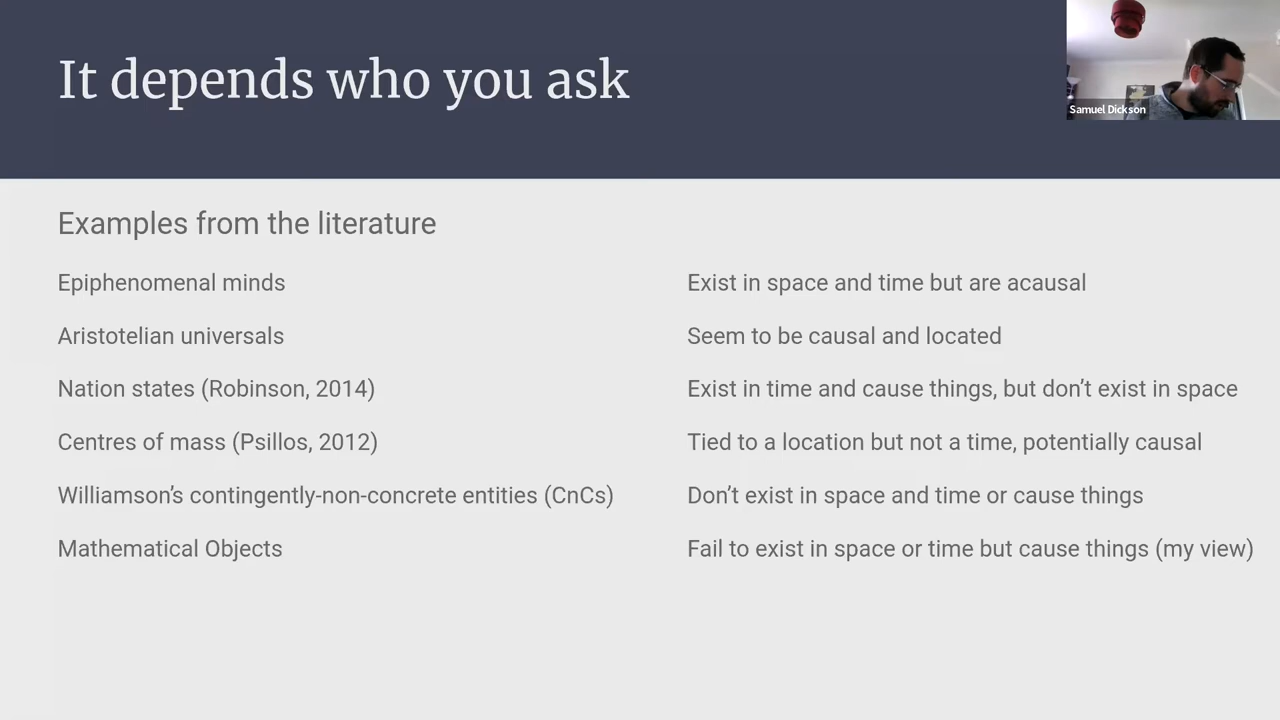 It depends who you ask
Samuel Dickson
Examples from the literature
Epiphenomenal minds
Exist in space and time but are acausal
Aristotelian universals
Seem to be causal and located
Nation states (Robinson, 2014)
Exist in time and cause things, but don’t exist in space
Centres of mass (Psillos, 2012)
Tied to a location but not a time, potentially causal
Williamson’s contingently-non-concrete entities (CnCs)
Don’t exist in space and time or cause things
Mathematical Objects
Fail to exist in space or time but cause things (my view)